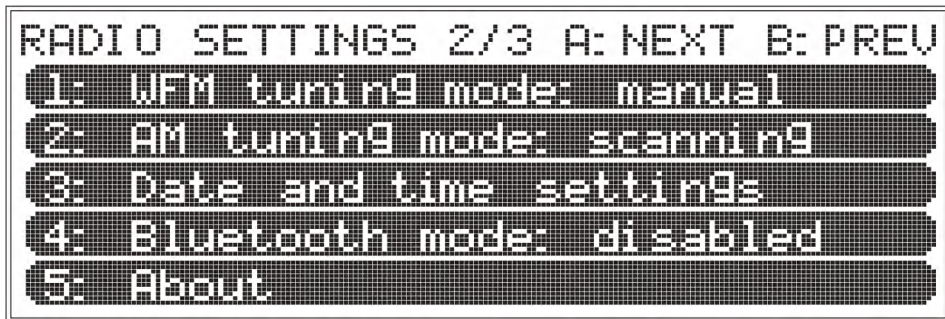 RADIO SETTINGS 2/3 A: NEXT B: PREV
1: WFM tuning mode: manual
2: AM tuning mode: scanning
3: Date and time settings
4: Bluetooth mode: disabled
5: About